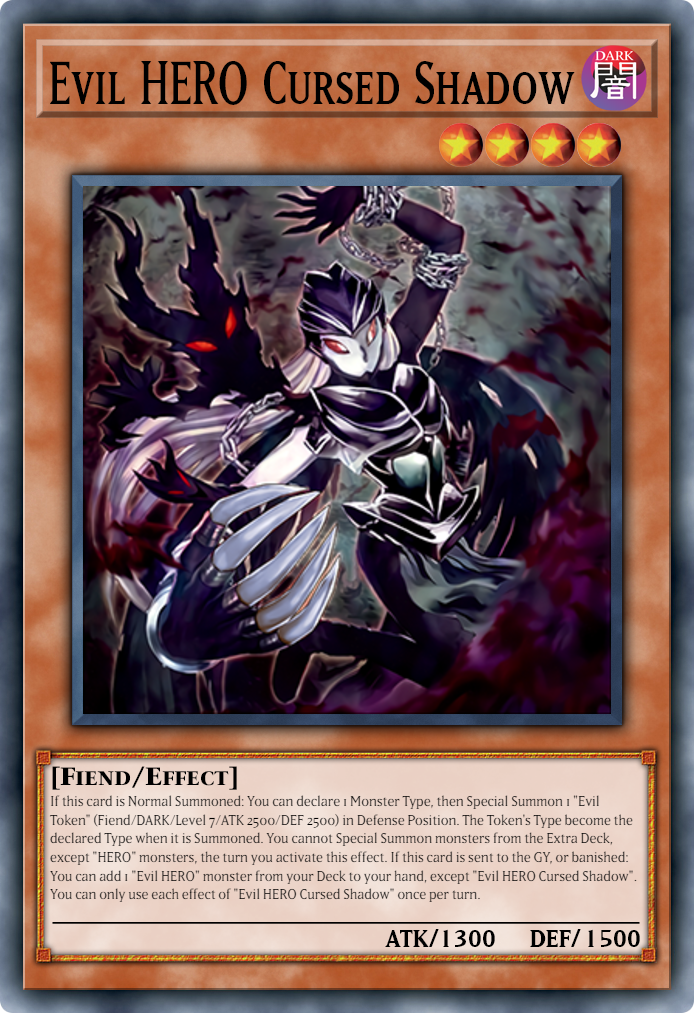 Evil HERO Cursed Shadow
DARK
闇
[Fiend/Effect]
If this card is Normal Summoned: You can declare 1 Monster Type, then Special Summon 1 "Evil
Token" (Fiend/DARK/Level 7/ATK 2500/DEF 2500) in Defense Position. The Token's Type become the
declared Type when it is Summoned. You cannot Special Summon monsters from the Extra Deck,
except "HERO" monsters, the turn you activate this effect. If this card is sent to the GY, or banished:
You can add 1 "Evil HERO" monster from your Deck to your hand, except "Evil HERO Cursed Shadow".
You can only use each effect of "Evil HERO Cursed Shadow" once per turn.
ATK/1300 DEF/1500